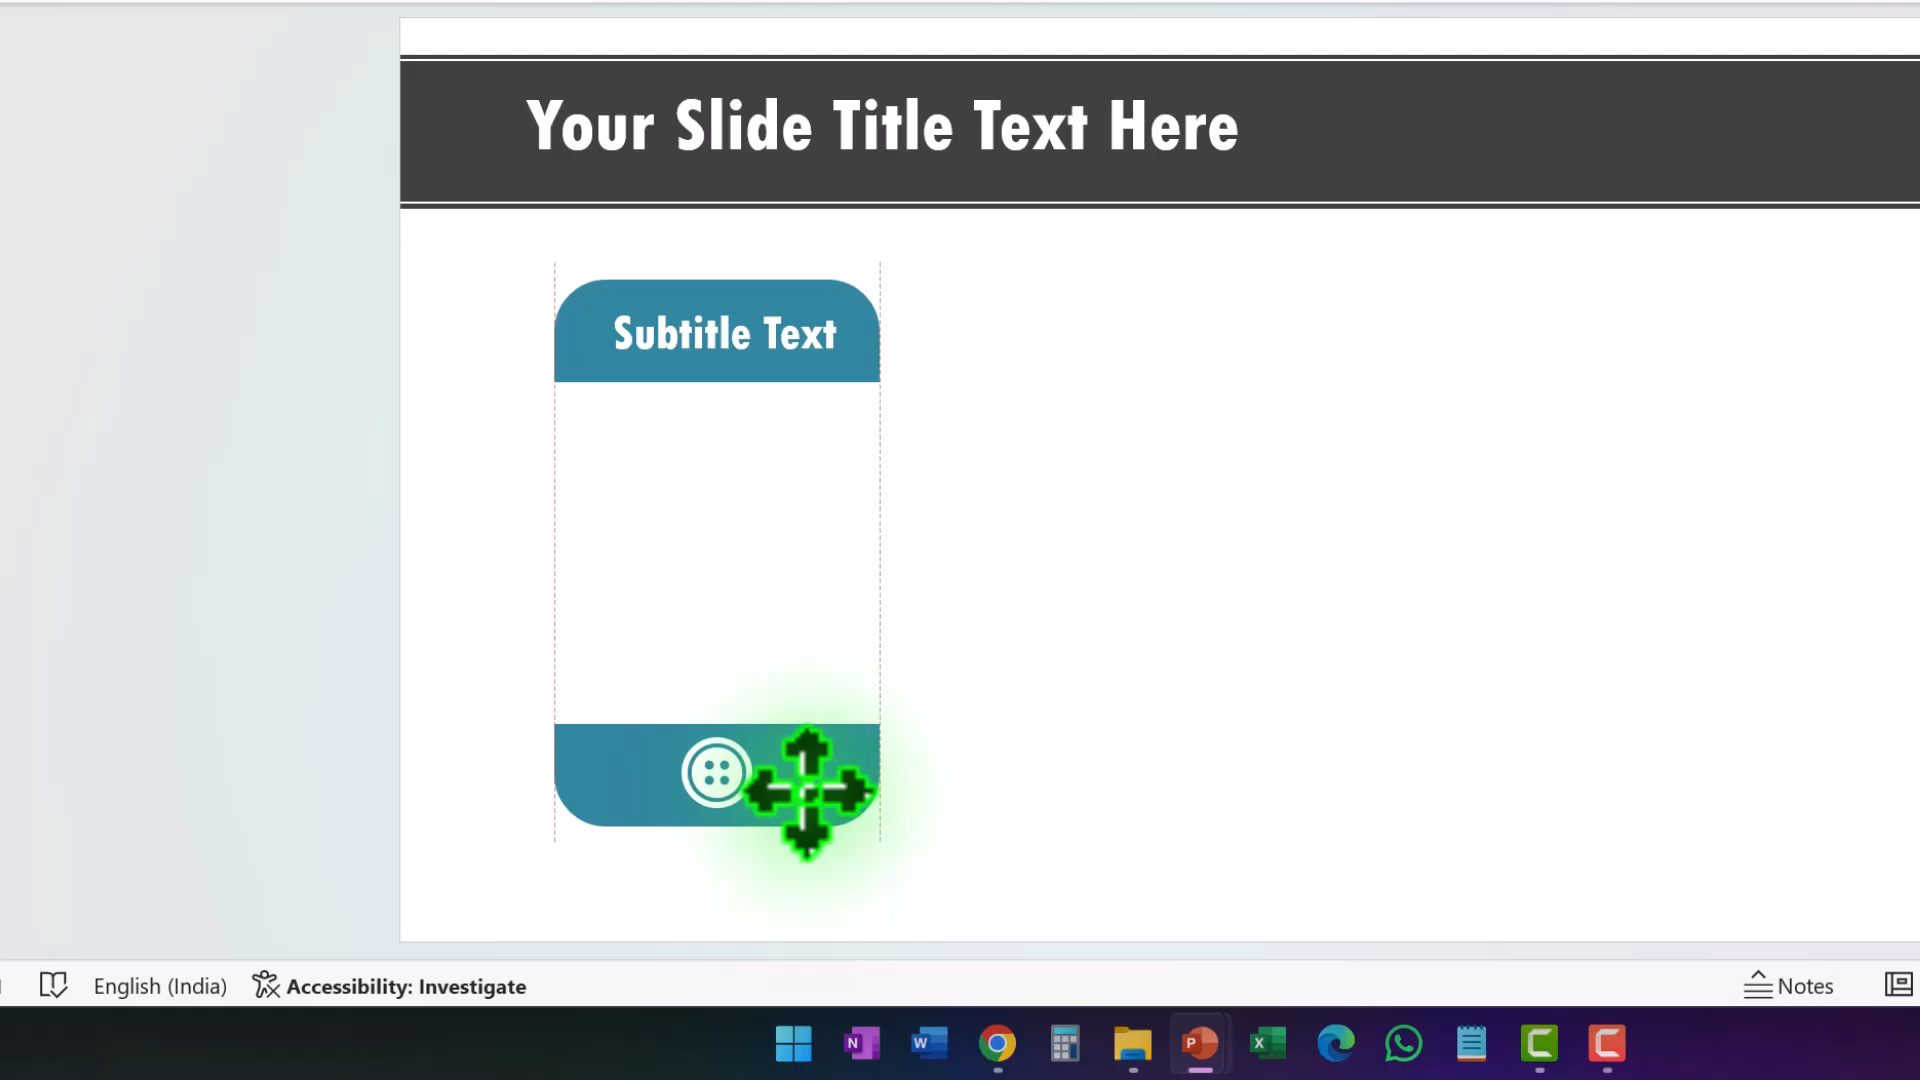 Your Slide Title Text Here
Subtitle Text
English (India)
Accessibility: Investigate
Notes
N
W
P
X